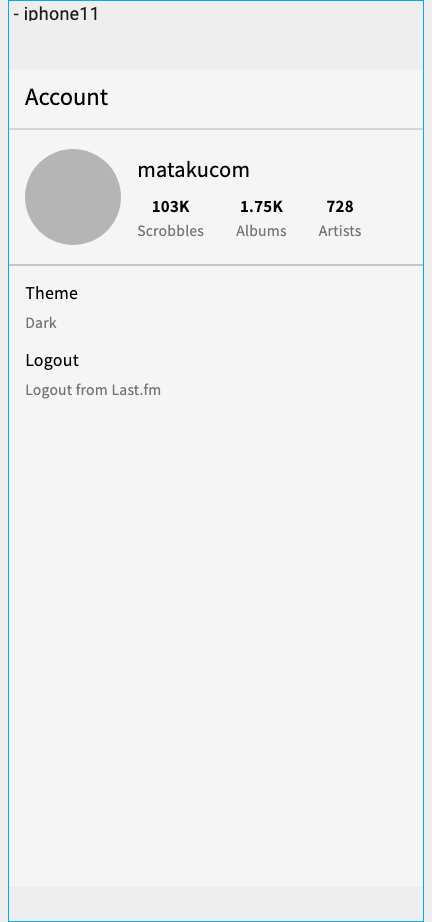 - iphone11
Account
matakucom
103K 1.75K 728
Scrobbles Albums Artists
Theme
Dark
Logout
Logout from Last.fm